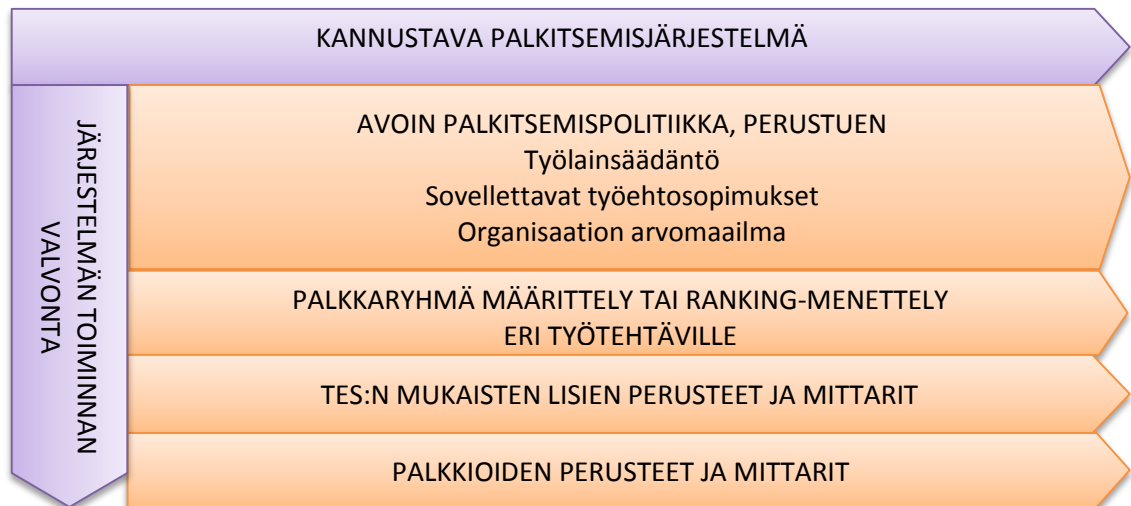 KANNUSTAVA PALKITSEMISJÄRJESTELMÄ
JÄRJESTELMÄN TOIMINNAN
VALVONTA
AVOIN PALKITSEMISPOLITIIKKA, PERUSTUEN
Työlainsäädäntö
Sovellettavat työehtosopimukset
Organisaation arvomaailma
PALKKARYHMÄ MÄÄRITTELY TAI RANKING-MENETTELY
ERI TYÖTEHTÄVILLE
TES:N MUKAISTEN LISIEN PERUSTEET JA MITTARIT
PALKKIOIDEN PERUSTEET JA MITTARIT